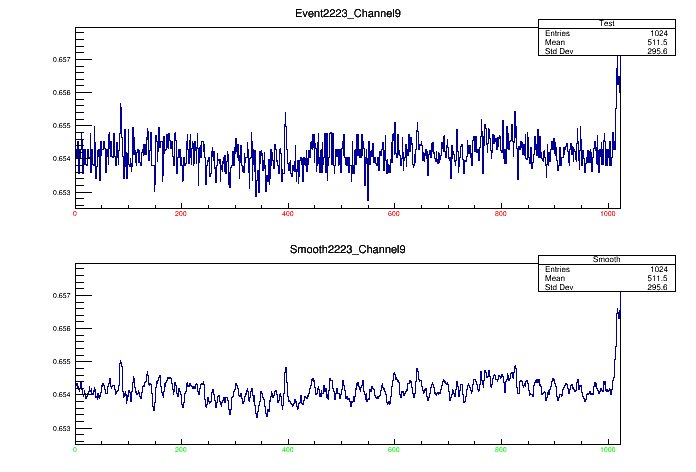 Event2223_Channel9
Test
Entries 1024
Mean 511.5
Std Dev 295.6
0.657
0.656
0.655
0.654
0.653
0 200 400 600 800 1000
Smooth2223_Channel9
Smooth
Entries 1024
Mean 511.5
Std Dev 295.6
0.657
0.656
0.655
0.654
0.653
0 200 400 600 800 1000